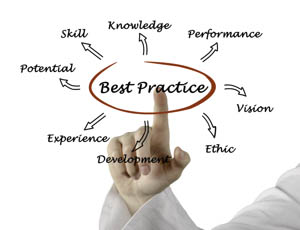 Knowledge
Skill
Performance
Potential
Best Practice
Vision
Experience
Development
Ethic